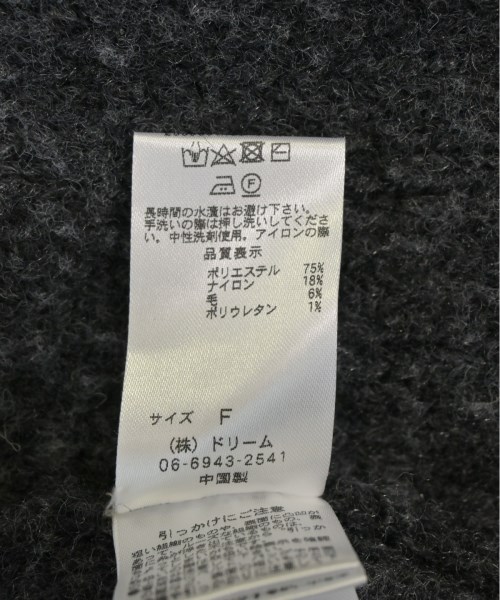 F
長時間の水漬はお避け下さい。
手洗いの際は押し洗いしてくださ
い。中性洗剤使用。アイロンの際
品質表示
ポリエステル 75%
ナイロン 18%
毛 6%
ポリウレタン 1%
サイズ F
(株)ドリーム
06-6943-2541
中国製
引っかけにご注意